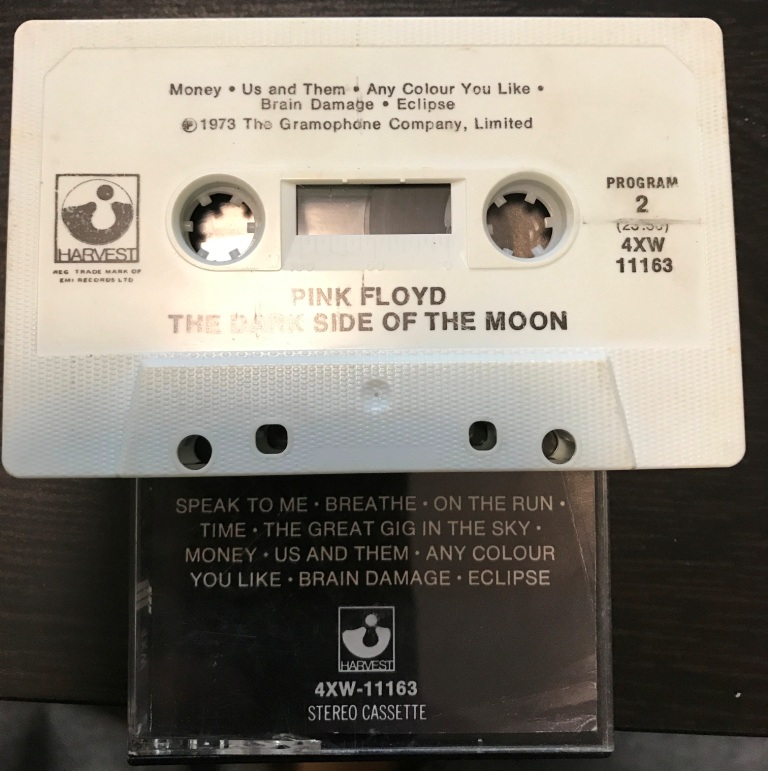 Money • Us and Them • Any Colour You Like •
Brain Damage • Eclipse
℗1973 The Gramophone Company, Limited
HARVEST
REG TRADE MARK OF
EMI RECORDS LTD
PROGRAM
2
4XW
11163
PINK FLOYD
THE DARK SIDE OF THE MOON
SPEAK TO ME • BREATHE • ON THE RUN •
TIME • THE GREAT GIG IN THE SKY •
MONEY • US AND THEM • ANY COLOUR
YOU LIKE • BRAIN DAMAGE • ECLIPSE
HARVEST
4XW-11163
STEREO CASSETTE